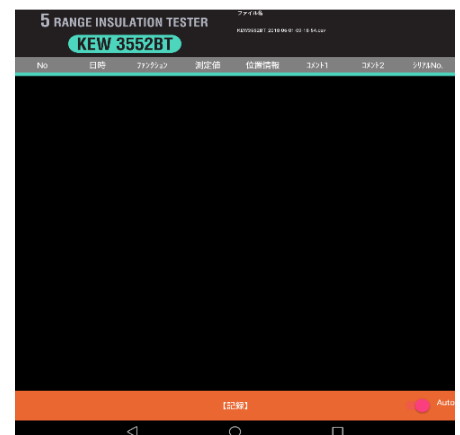 5 RANGE INSULATION TESTER
KEW 3552BT
ファイル名
No 日時 ﾌｧﾝｸｼｮﾝ 測定値 位置情報 ｺﾒﾝﾄ1 ｺﾒﾝﾄ2 ｼﾘｱﾙNo.
【記録】
Auto